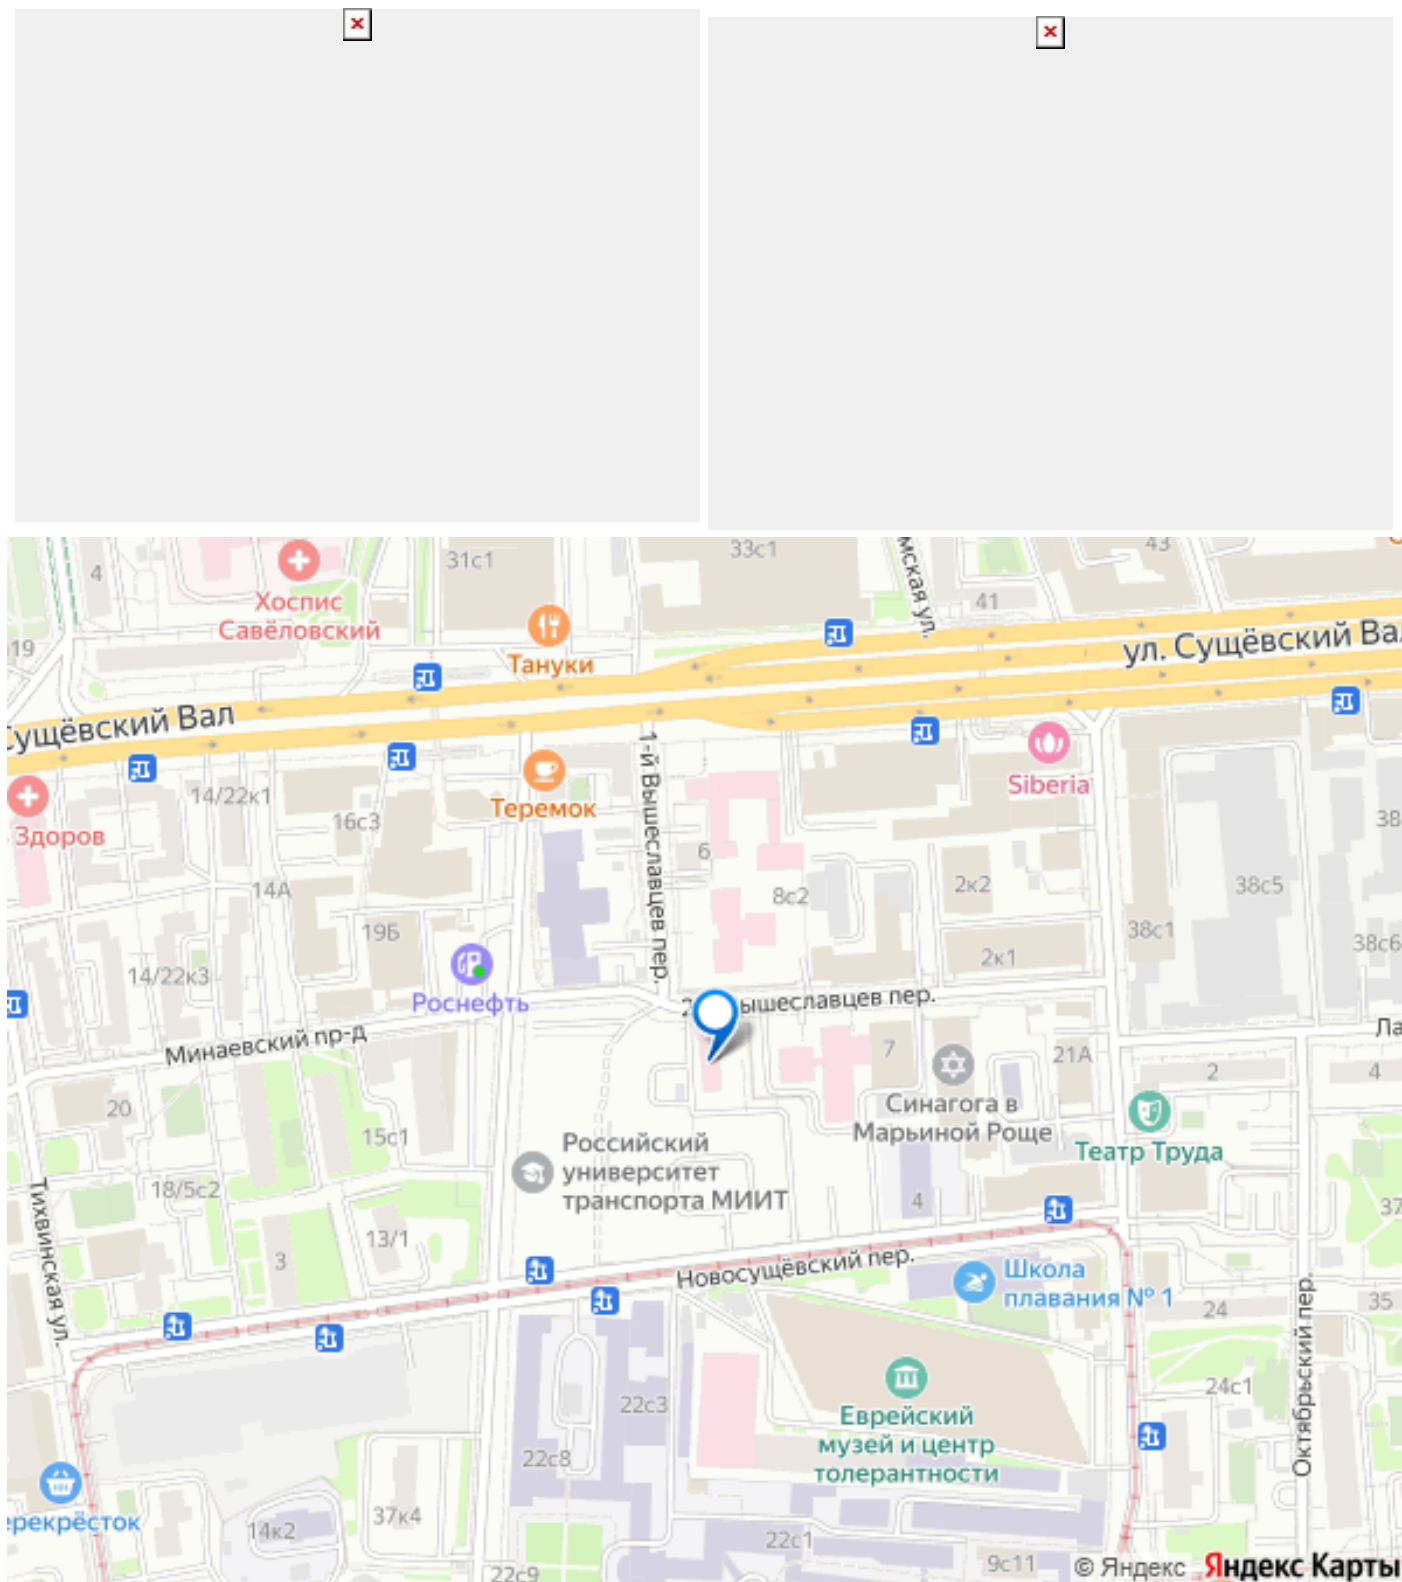 33с1
43
31с1
4
Хоспис
Савёловский
41
мская ул.
19
Тануки
ул. Сущёвский Ва
Сущёвский Вал
1-й Вышеславцев пер.
Siberia
14/22к1
Теремок
16с3
Здоров
38
6
14А
8с2
2к2
38с5
19Б
38с1
38с6
14/22к3
2к1
Роснефть
2
ышеславцев пер.
Минаевский пр-д
Ла
7
21А
2
4
20
Синагога в
Марьиной Роще
15с1
Российский
университет
транспорта МИИТ
Театр Труда
18/5с2
4
37
Тихвинская ул.
13/1
3
Новосущёвский пер.
Школа
плавания № 1
24
35
Октябрьский пер.
24с1
22с3
Еврейский
музей и центр
толерантности
22с8
ерекрёсток
14к2
37к4
22с1
22с9
9с11
© Яндекс Яндекс Карты